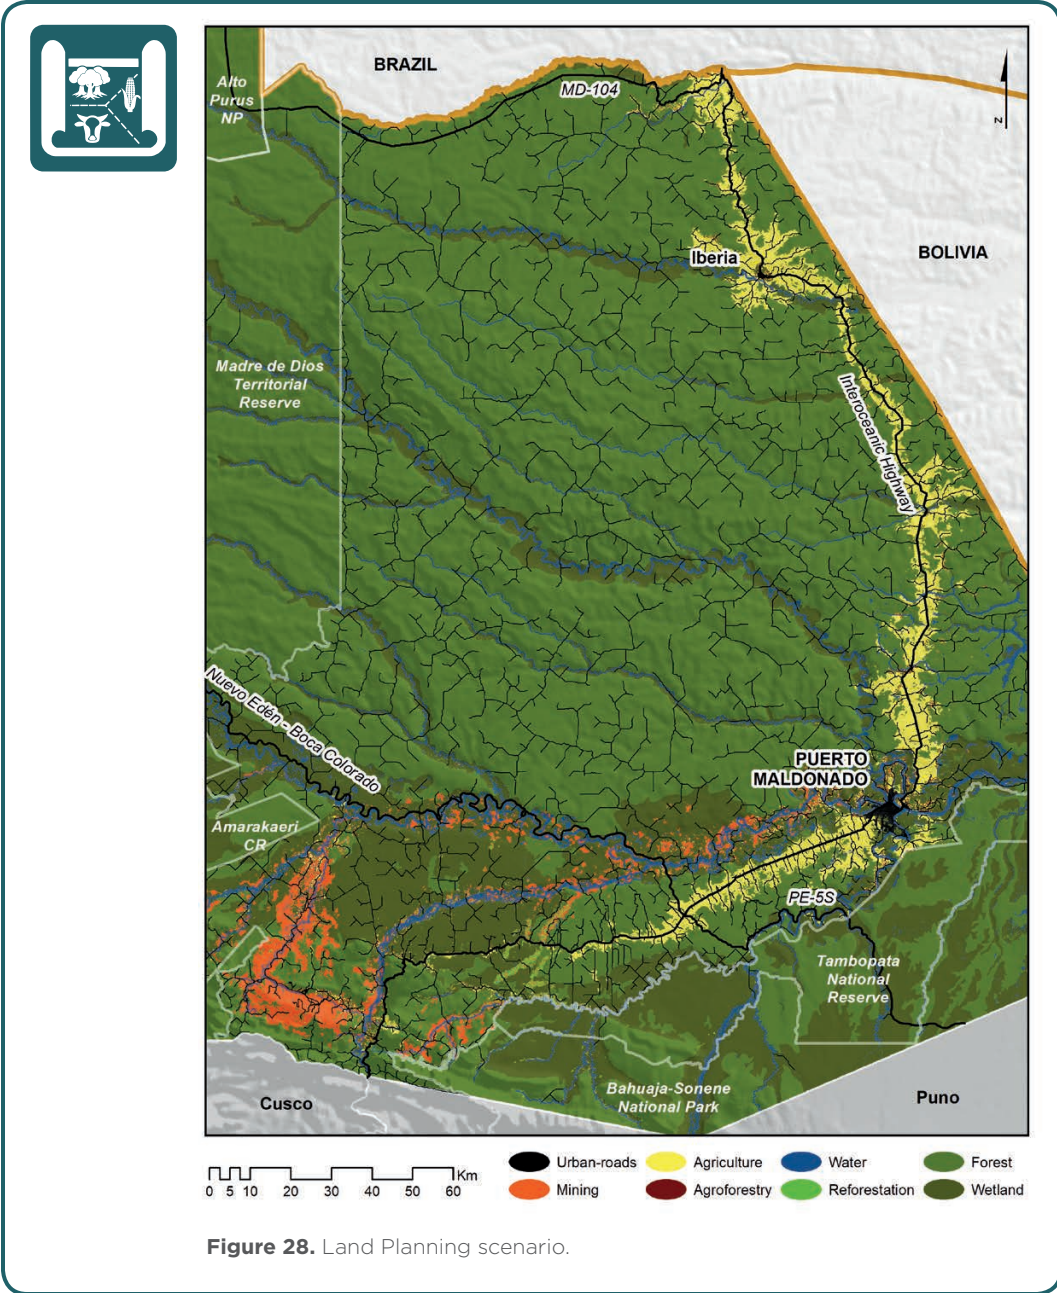 BRAZIL
Alto
Purus
NP
MD-104
N
BOLIVIA
Iberia
Madre de Dios
Territorial
Reserve
Interoceanic Highway
Nuevo Edén - Boca Colorado
PUERTO
MALDONADO
Amarakaeri
CR
PE-5S
Tambopata
National
Reserve
Bahuaja-Sonene
National Park
Cusco
Puno
Km
0 5 10 20 30 40 50 60
Urban-roads Agriculture Water Forest
Mining Agroforestry Reforestation Wetland
Figure 28. Land Planning scenario.